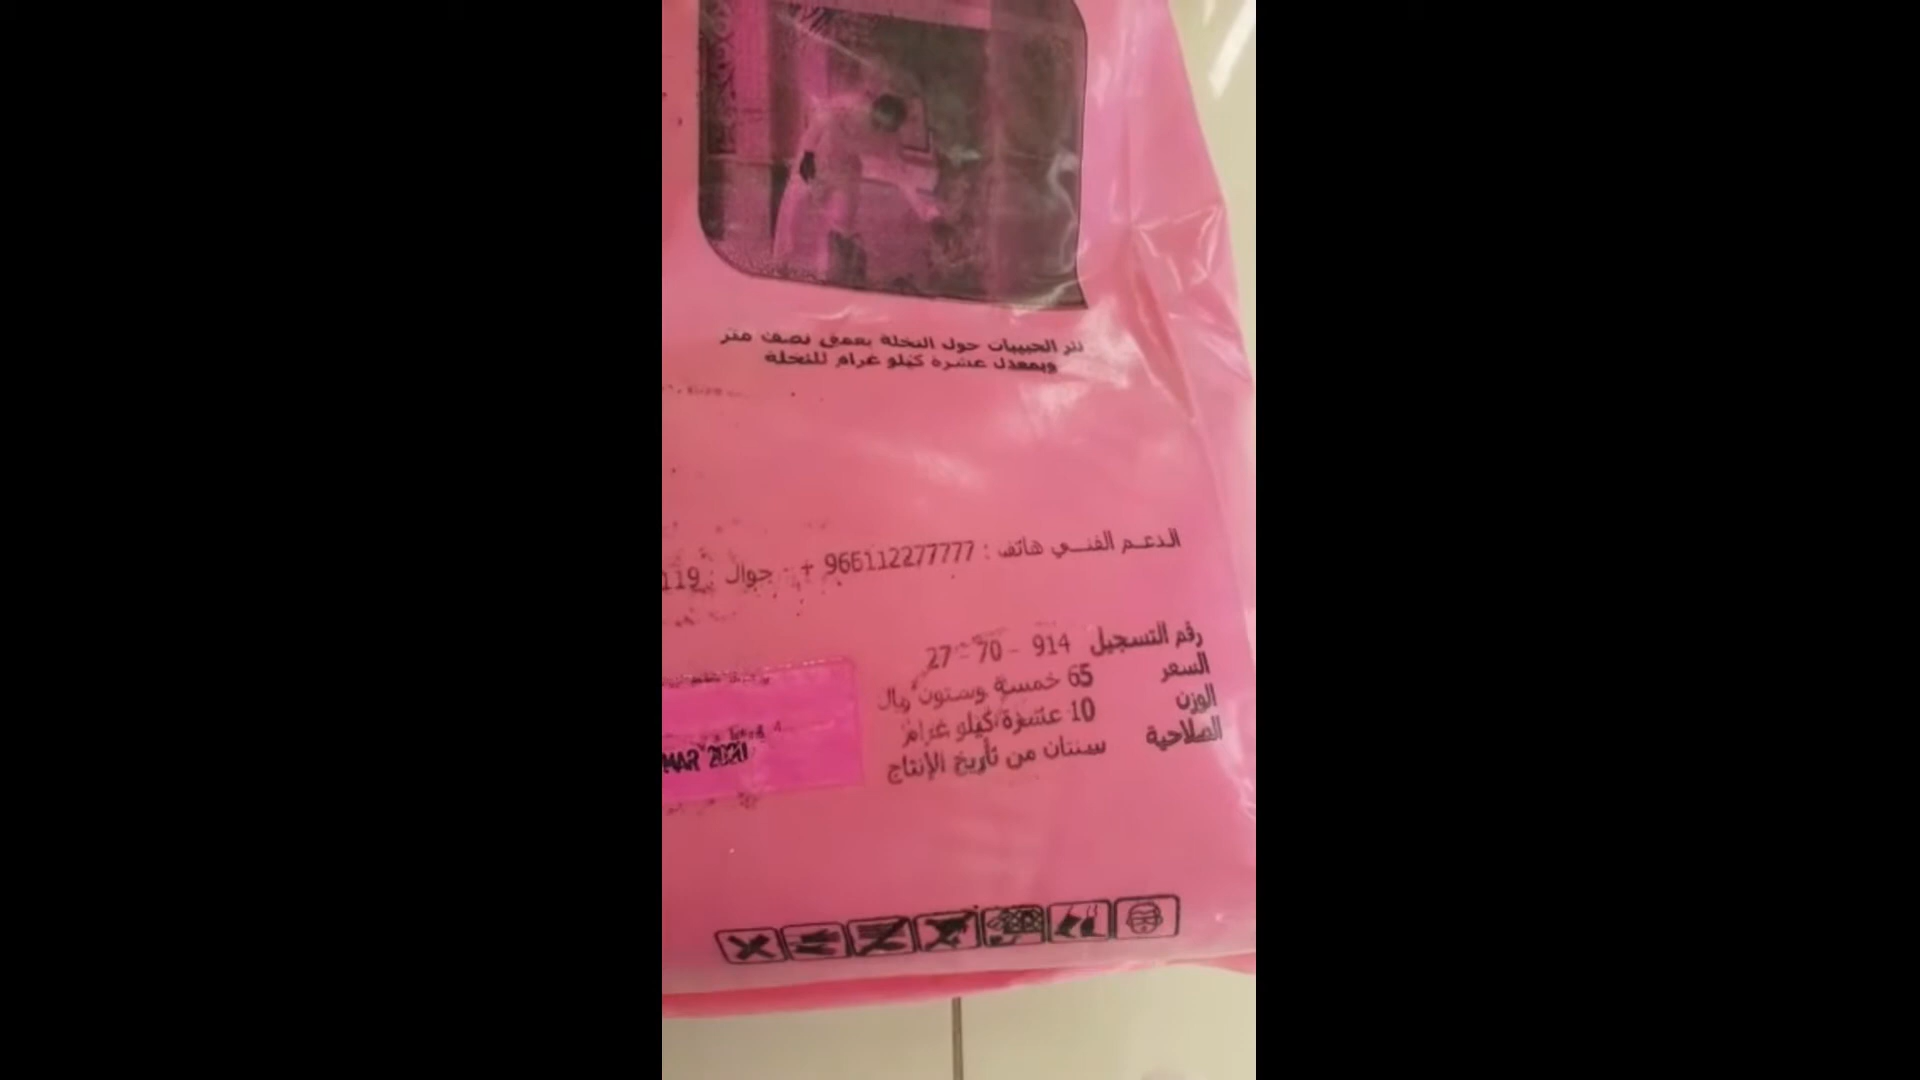 نثر الحبيبات حول النخلة بعمق نصف متر
وبمعدل عشرة كيلو غرام للنخلة
الدعم الفني هاتف : 966112277777 + - جوال : 119
رقم التسجيل 914 - 70 - 27
السعر 65 خمسة وستون ريال
الوزن 10 عشرة كيلو غرام
الصلاحية سنتان من تأريخ الإنتاج
MAR 2021